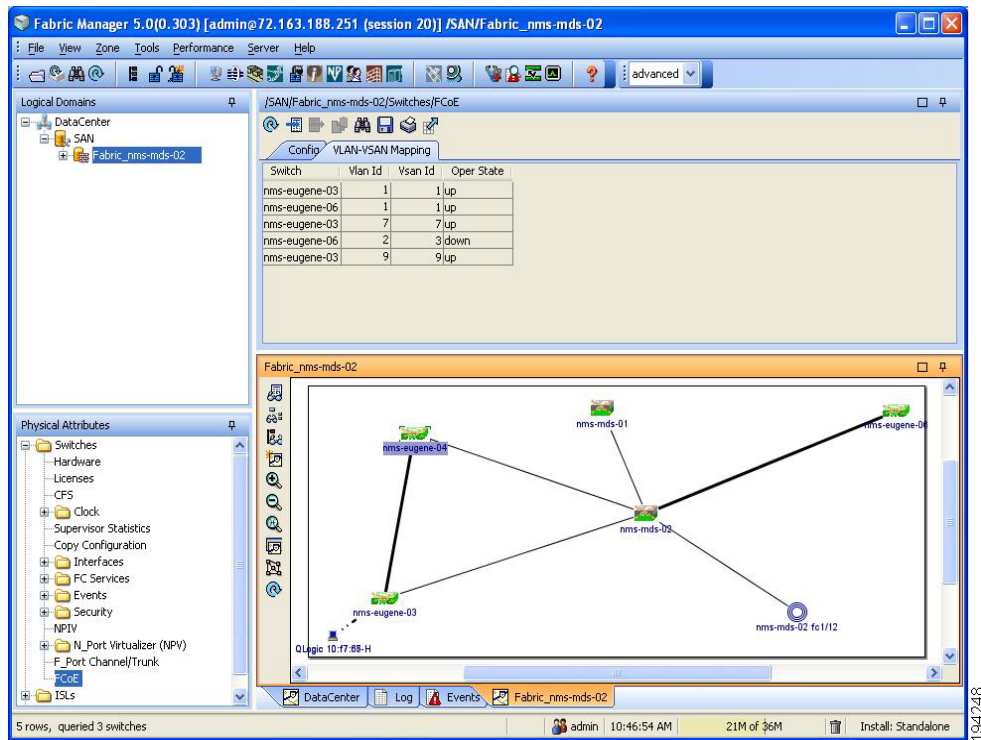 Fabric Manager 5.0(0.303) [admin@72.163.188.251 (session 20)] /SAN/Fabric_nms-mds-02
File View Zone Tools Performance Server Help
advanced
Logical Domains
DataCenter
SAN
Fabric_nms-mds-02
/SAN/Fabric_nms-mds-02/Switches/FCoE
Config VLAN-VSAN Mapping
Switch Vlan Id Vsan Id Oper State
nms-eugene-03 1 1 up
nms-eugene-06 1 1 up
nms-eugene-03 7 7 up
nms-eugene-06 2 3 down
nms-eugene-03 9 9 up
Physical Attributes
Switches
Hardware
Licenses
CFS
Clock
Supervisor Statistics
Copy Configuration
Interfaces
FC Services
Events
Security
NPIV
N_Port Virtualizer (NPV)
F_Port Channel/Trunk
FCoE
ISLs
Fabric_nms-mds-02
nms-mds-01
nms-eugene-04
nms-mds-02
nms-eugene-03
nms-mds-02 fc1/12
DataCenter Log Events Fabric_nms-mds-02
5 rows, queried 3 switches
admin 10:46:54 AM 21M of 36M Install: Standalone
194248